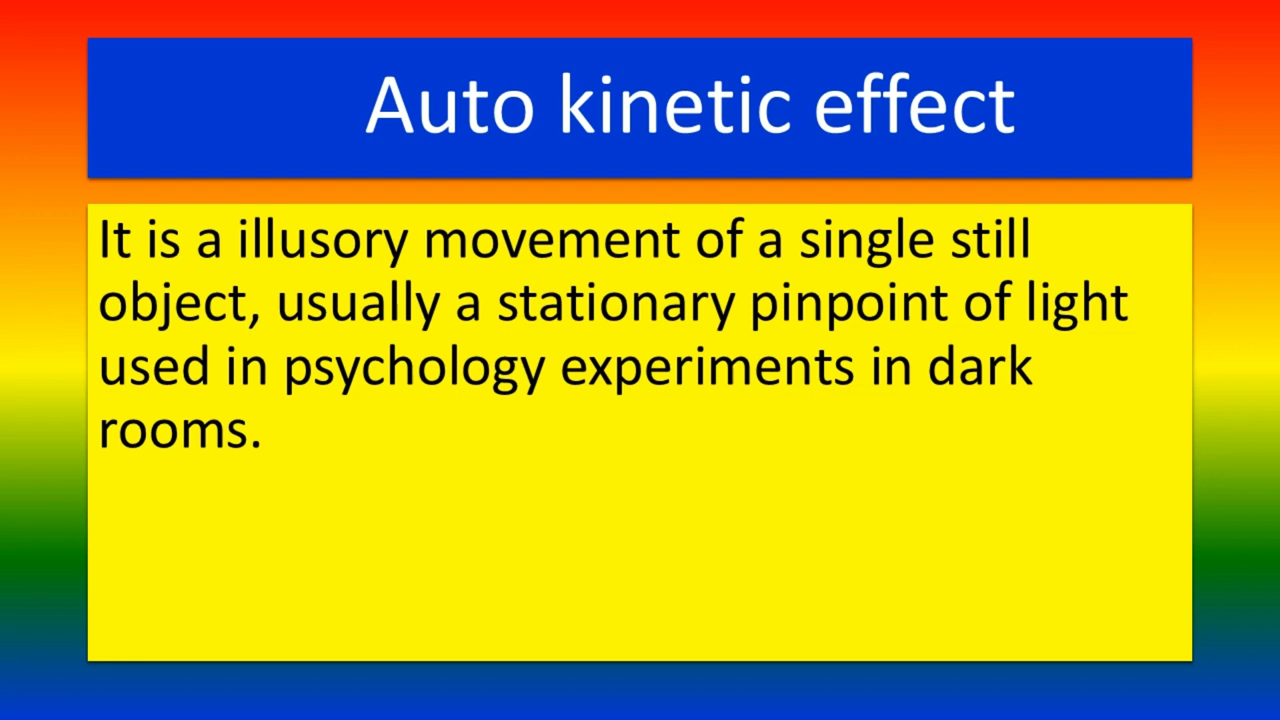 Auto kinetic effect
It is a illusory movement of a single still
object, usually a stationary pinpoint of light
used in psychology experiments in dark
rooms.